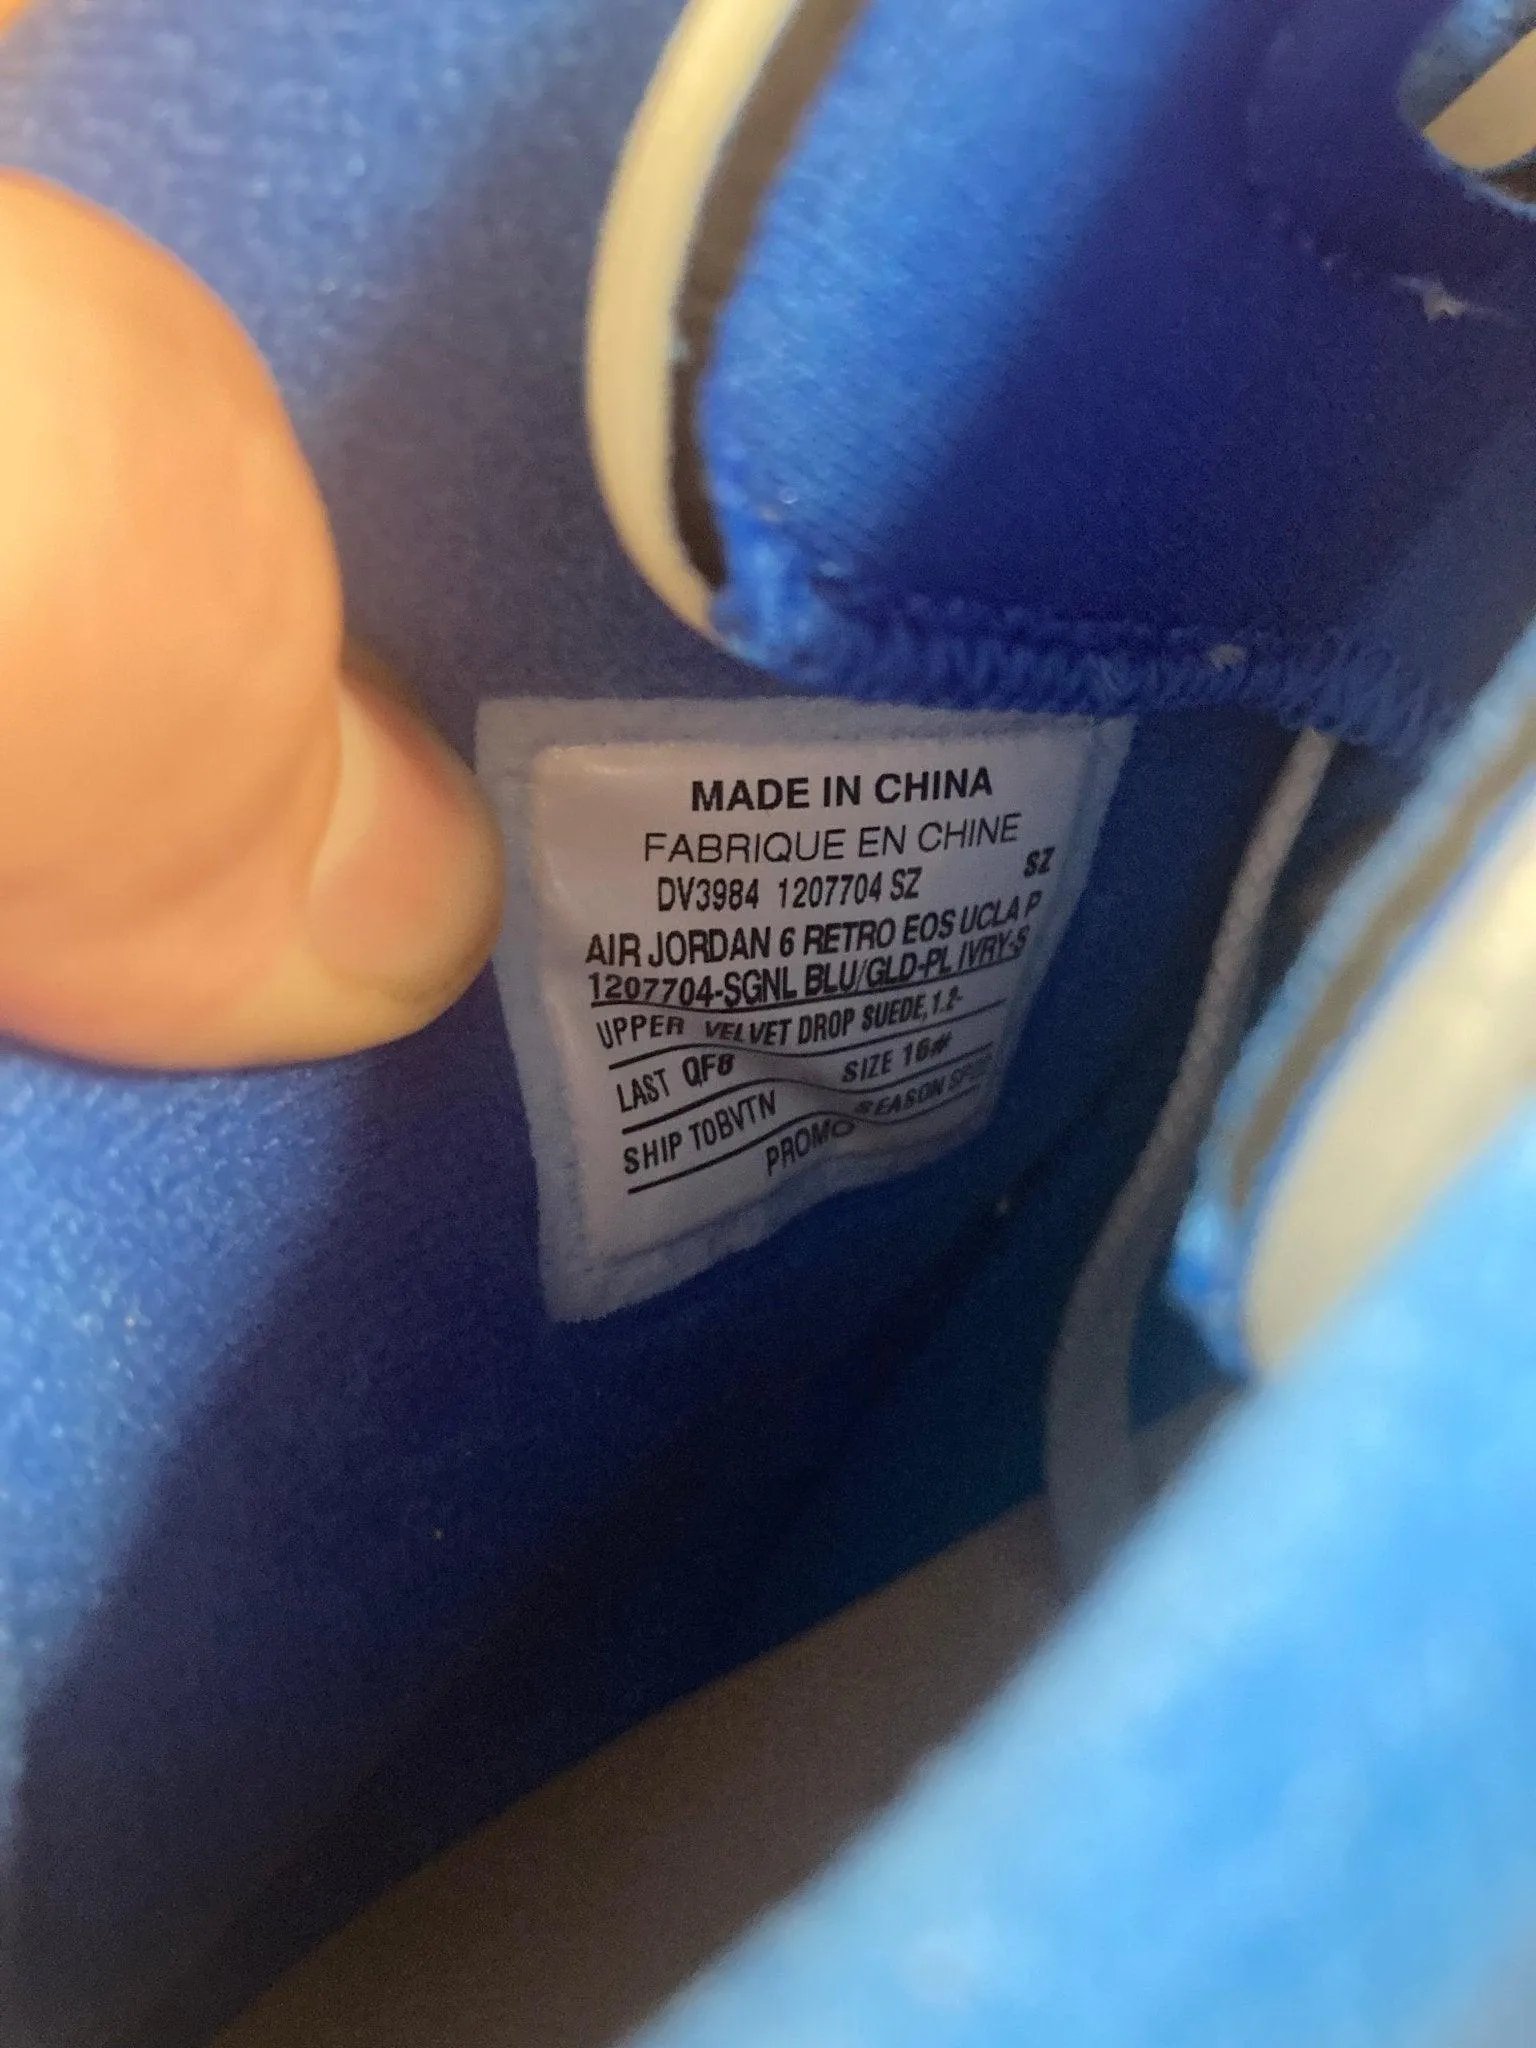 MADE IN CHINA
FABRIQUE EN CHINE
DV3984 1207704 SZ SZ
AIR JORDAN 6 RETRO EOS UCLA P
1207704-SGNL BLU/GLD-PL IVRY-S
UPPER VELVET DROP SUEDE, 1.2-
LAST QF8 SIZE 16#
SHIP TOBVTN SEASON
PROMO